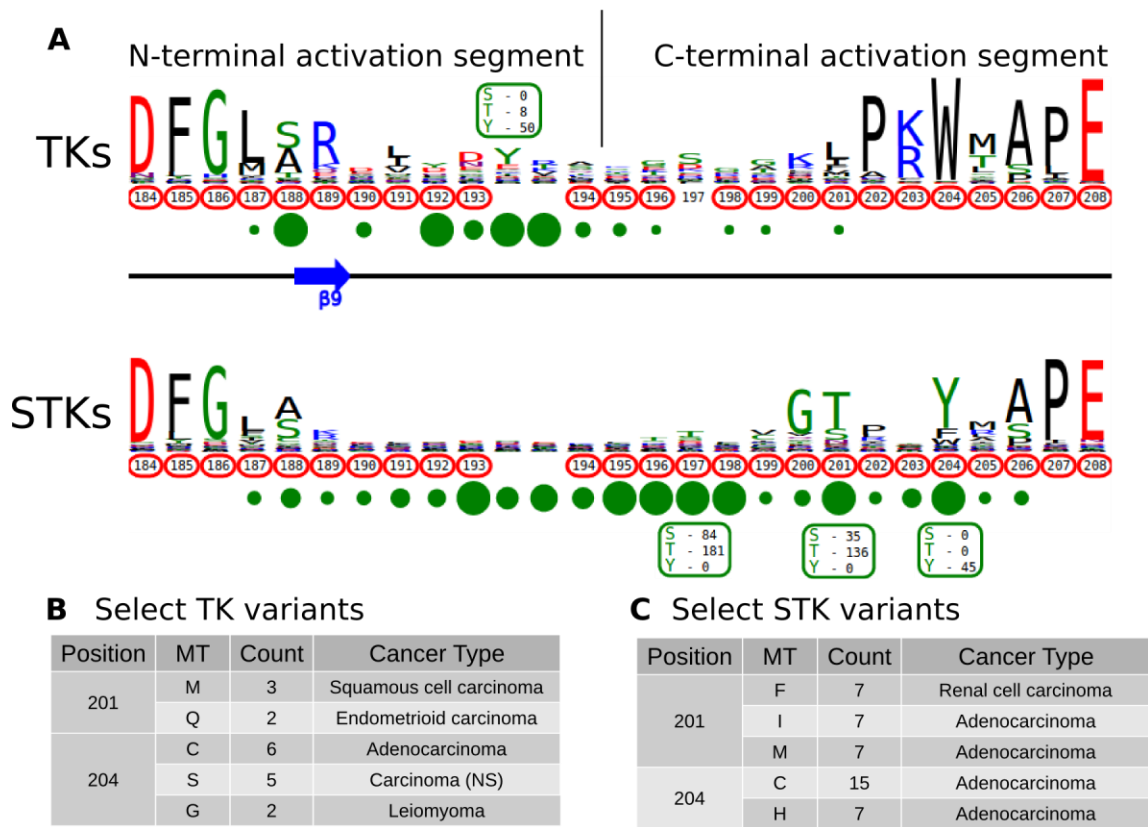 A
N-terminal activation segment C-terminal activation segment
TKs
S - 0
T - 8
Y - 50
184 185 186 187 188 189 190 191 192 193 194 195 196 197 198 199 200 201 202 203 204 205 206 207 208
β9
STKs
184 185 186 187 188 189 190 191 192 193 194 195 196 197 198 199 200 201 202 203 204 205 206 207 208
S - 84
T - 181
Y - 0
S - 35
T - 136
Y - 0
S - 0
T - 0
Y - 45
B Select TK variants
Position MT Count Cancer Type
201 M 3 Squamous cell carcinoma
Q 2 Endometrioid carcinoma
204 C 6 Adenocarcinoma
S 5 Carcinoma (NS)
G 2 Leiomyoma
C Select STK variants
Position MT Count Cancer Type
201 F 7 Renal cell carcinoma
I 7 Adenocarcinoma
M 7 Adenocarcinoma
204 C 15 Adenocarcinoma
H 7 Adenocarcinoma